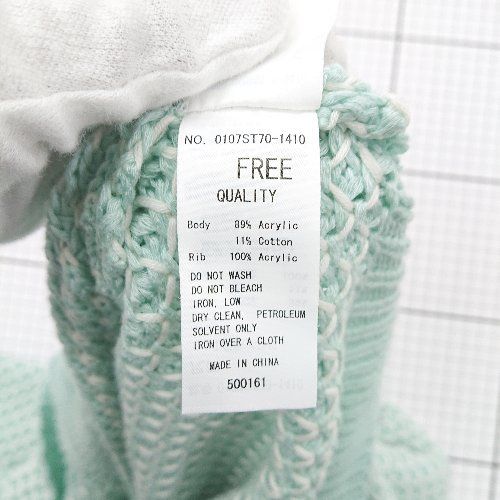 NO. 0107ST70-1410
FREE
QUALITY
Body 89% Acrylic
11% Cotton
Rib 100% Acrylic
DO NOT WASH
DO NOT BLEACH
IRON, LOW
DRY CLEAN, PETROLEUM
SOLVENT ONLY
IRON OVER A CLOTH
MADE IN CHINA
500161